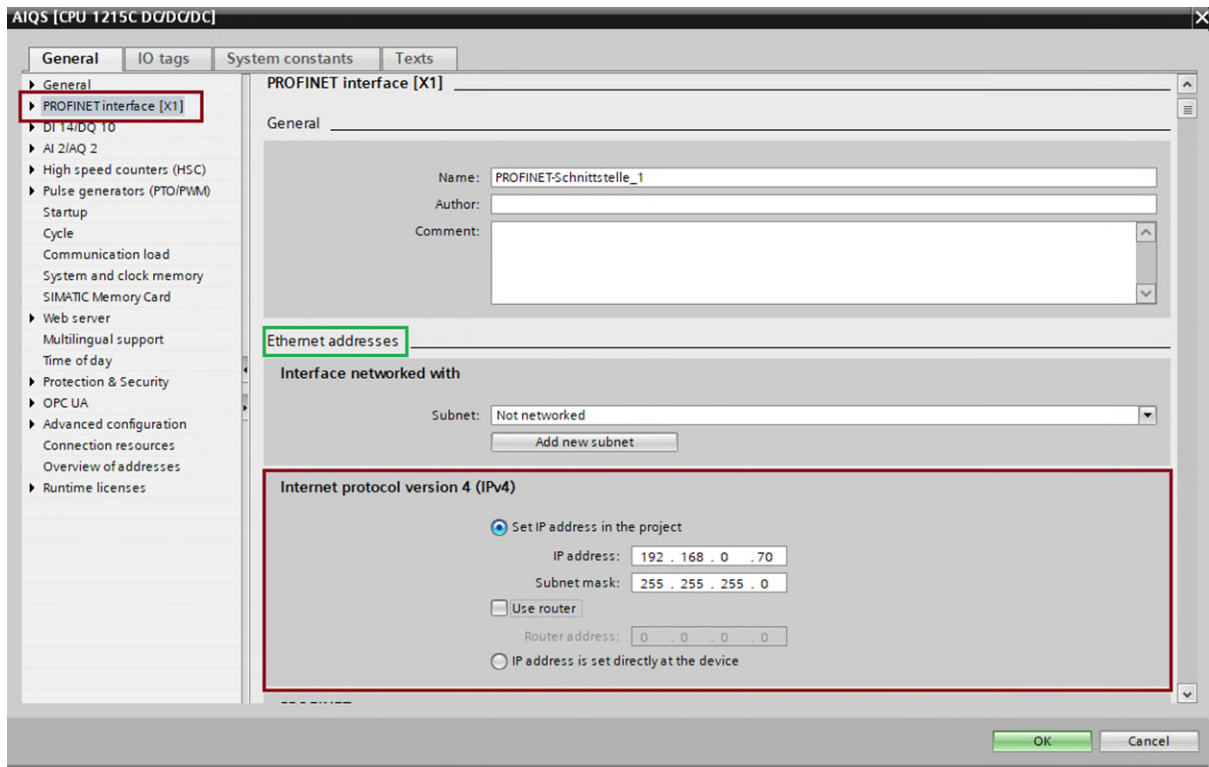 AIQS [CPU 1215C DC/DC/DC]
General IO tags System constants Texts
General
PROFINET interface [X1]
DI 14/DQ 10
AI 2/AQ 2
High speed counters (HSC)
Pulse generators (PTO/PWM)
Startup
Cycle
Communication load
System and clock memory
SIMATIC Memory Card
Web server
Multilingual support
Time of day
Protection & Security
OPC UA
Advanced configuration
Connection resources
Overview of addresses
Runtime licenses
PROFINET interface [X1]
General
Name: PROFINET-Schnittstelle_1
Author:
Comment:
Ethernet addresses
Interface networked with
Subnet: Not networked
Add new subnet
Internet protocol version 4 (IPv4)
Set IP address in the project
IP address: 192 . 168 . 0 . 70
Subnet mask: 255 . 255 . 255 . 0
Use router
Router address: 0 . 0 . 0 . 0
IP address is set directly at the device
OK Cancel